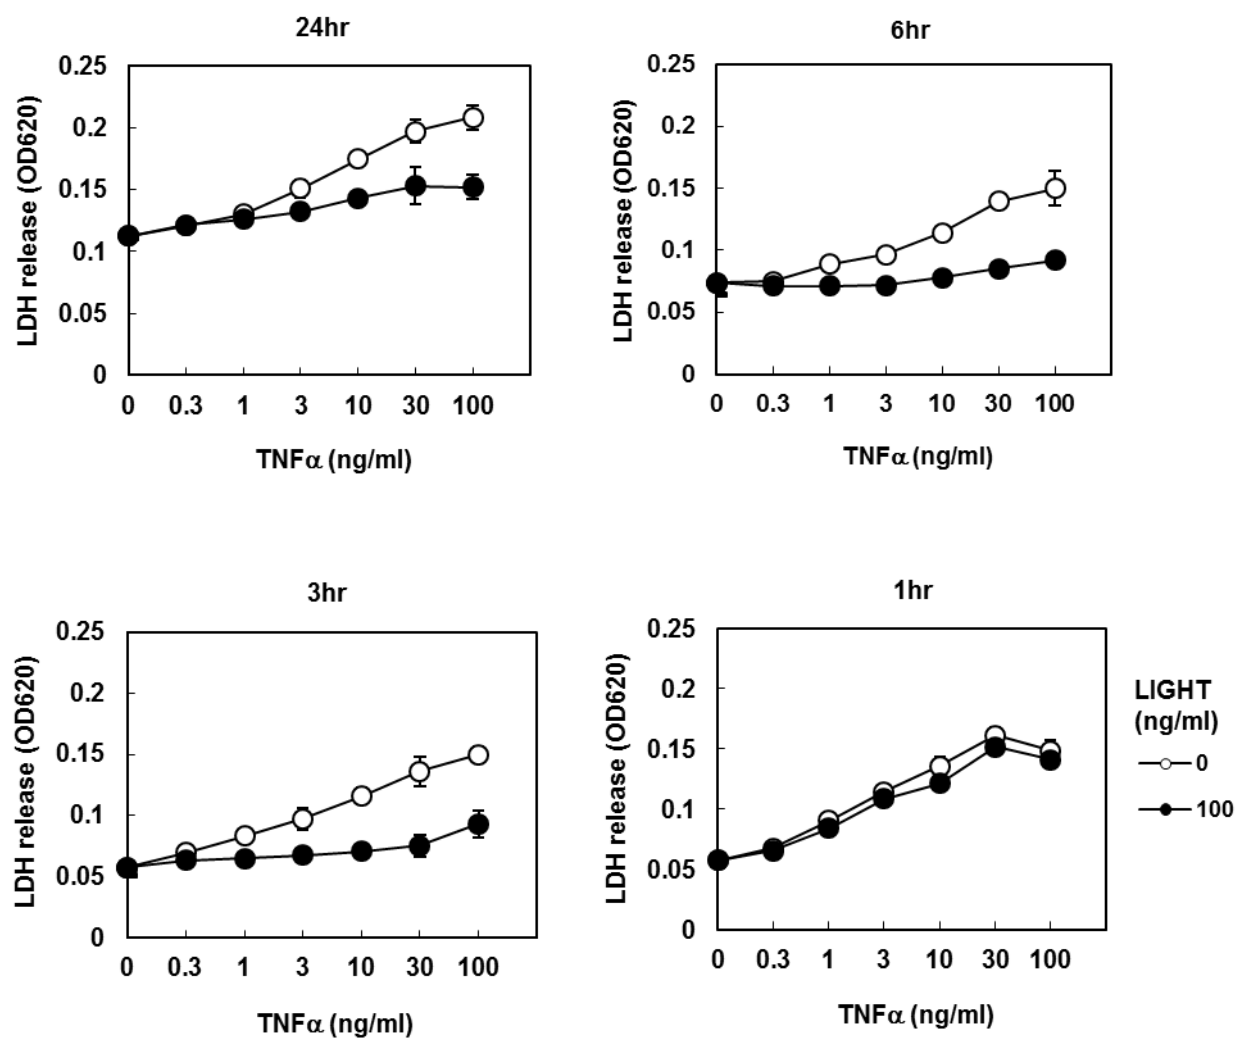 24hr
LDH release (OD620)
0.25
0.2
0.15
0.1
0.05
0
0 0.3 1 3 10 30 100
TNFα (ng/ml)
6hr
LDH release (OD620)
0.25
0.2
0.15
0.1
0.05
0
0 0.3 1 3 10 30 100
TNFα (ng/ml)
3hr
LDH release (OD620)
0.25
0.2
0.15
0.1
0.05
0
0 0.3 1 3 10 30 100
TNFα (ng/ml)
1hr
LDH release (OD620)
0.25
0.2
0.15
0.1
0.05
0
0 0.3 1 3 10 30 100
TNFα (ng/ml)
LIGHT
(ng/ml)
0
100